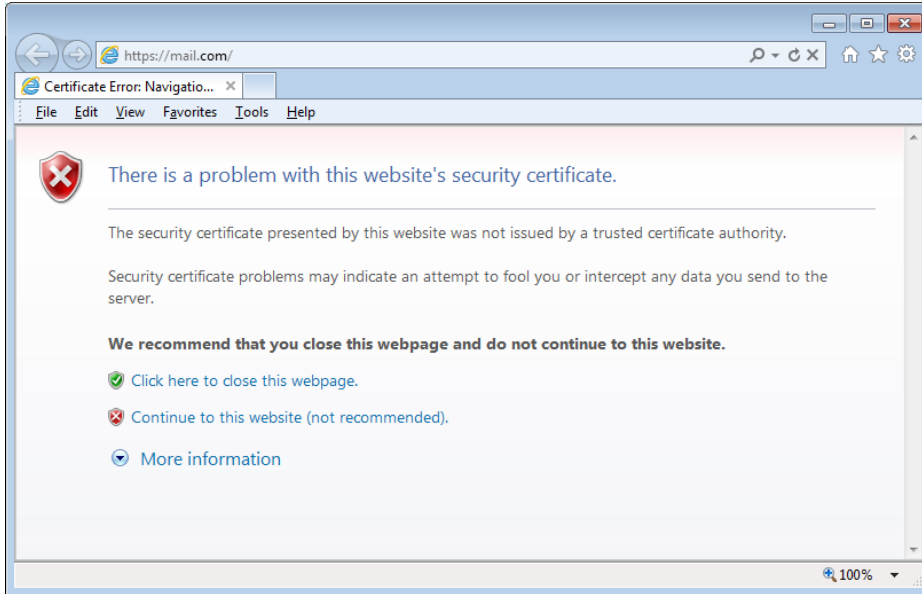 https://mail.com/
Certificate Error: Navigatio...
File Edit View Favorites Tools Help
There is a problem with this website's security certificate.
The security certificate presented by this website was not issued by a trusted certificate authority.
Security certificate problems may indicate an attempt to fool you or intercept any data you send to the
server.
We recommend that you close this webpage and do not continue to this website.
Click here to close this webpage.
Continue to this website (not recommended).
More information
100%